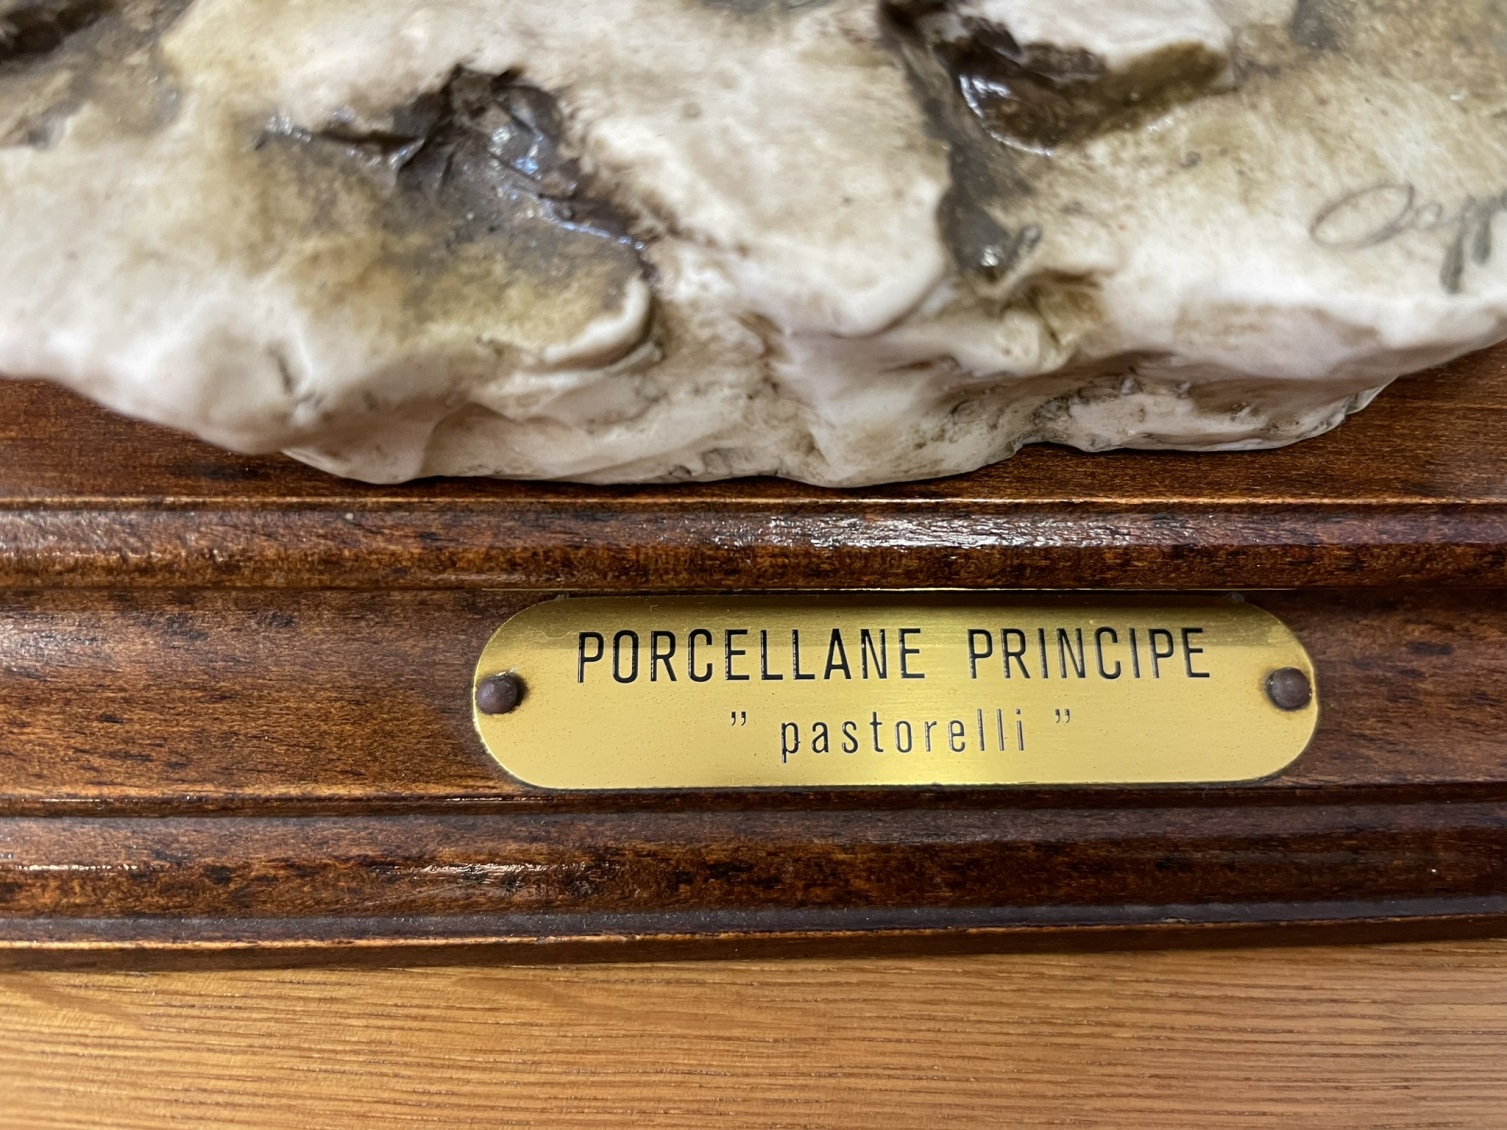 PORCELLANE PRINCIPE
” pastorelli ”